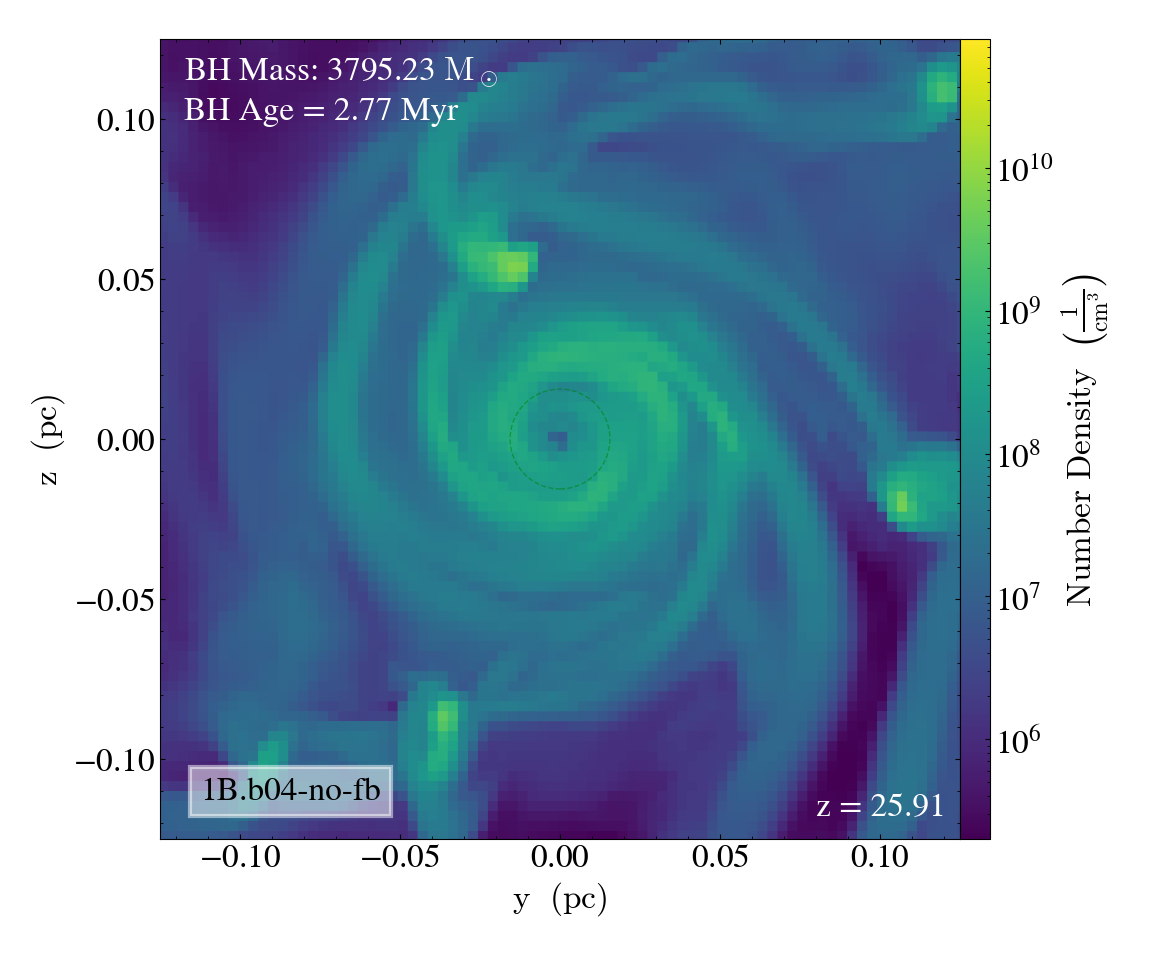 BH Mass: 3795.23 M⊙
BH Age = 2.77 Myr
0.10
0.05
0.00
−0.05
−0.10
z (pc)
1B.b04-no-fb
z = 25.91
−0.10 −0.05 0.00 0.05 0.10
y (pc)
10¹⁰
10⁹
10⁸
10⁷
10⁶
Number Density (1/cm³)